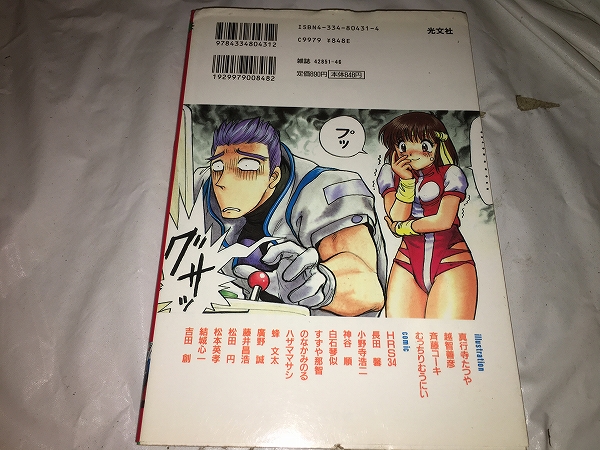 ISBN4-334-80431-4
C9979 ¥848E
光文社
9784334804312
雑誌 42851-46
定価890円 本体848円
1929979008482
プッ
グサッ
illustration
真行寺たつや
越智善彦
斉藤コーキ
むっちりむうにい
comic
HRS34
長田 馨
小野寺浩二
神谷 順
白石琴似
すずや那智
のなかみのる
ハザママサシ
蜂 文太
廣野 誠
藤井昌浩
松田 円
松本英孝
結城心一
吉田 創